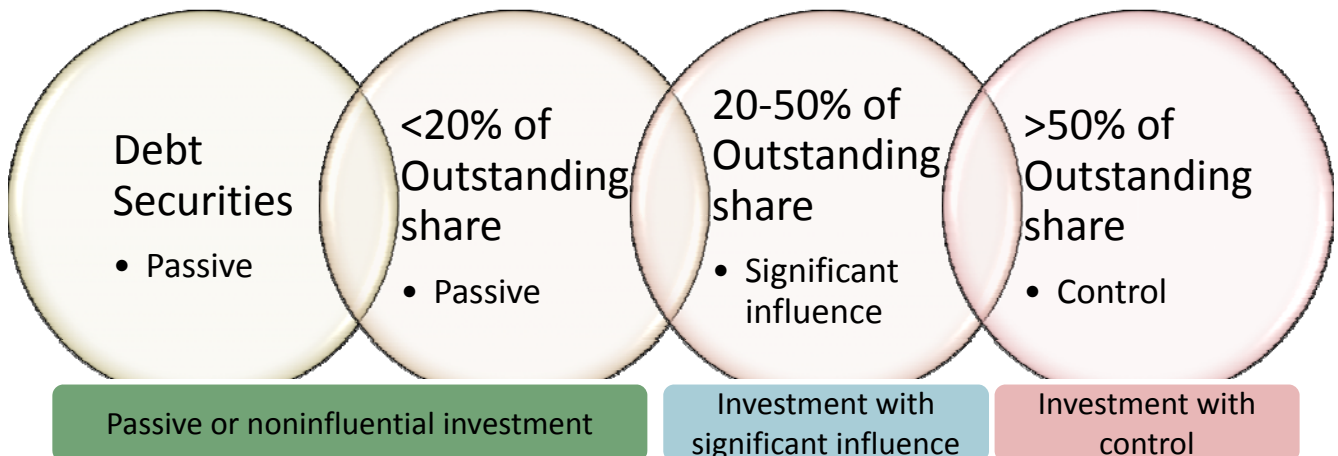 Debt
Securities
• Passive
<20% of
Outstanding
share
• Passive
20-50% of
Outstanding
share
• Significant
influence
>50% of
Outstanding
share
• Control
Passive or noninfluential investment
Investment with
significant influence
Investment with
control